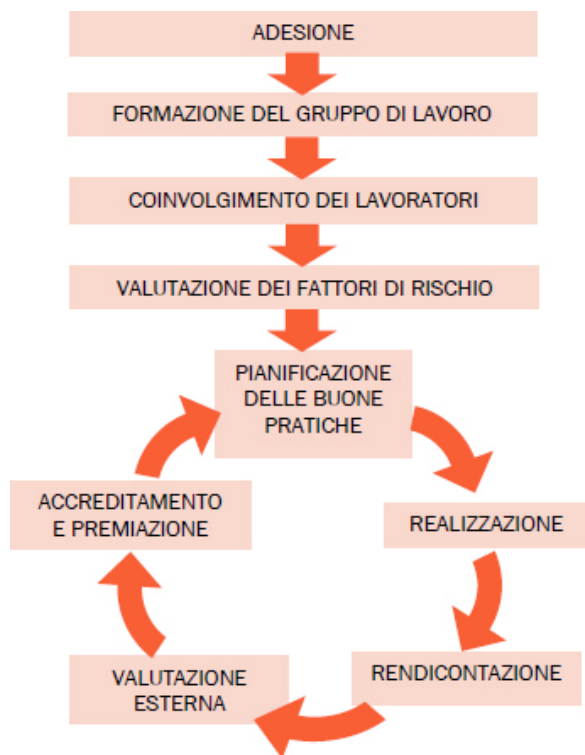 ADESIONE
FORMAZIONE DEL GRUPPO DI LAVORO
COINVOLGIMENTO DEI LAVORATORI
VALUTAZIONE DEI FATTORI DI RISCHIO
PIANIFICAZIONE
DELLE BUONE
PRATICHE
REALIZZAZIONE
RENDICONTAZIONE
VALUTAZIONE
ESTERNA
ACCREDITAMENTO
E PREMIAZIONE